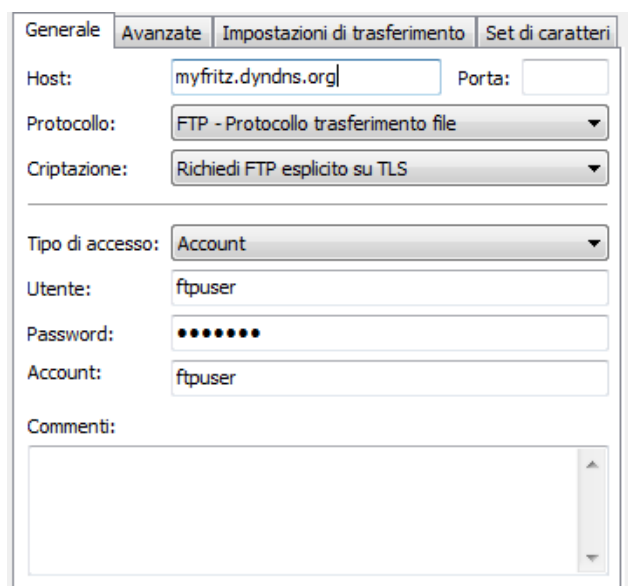 Generale Avanzate Impostazioni di trasferimento Set di caratteri
Host: myfritz.dyndns.org Porta:
Protocollo: FTP - Protocollo trasferimento file
Criptazione: Richiedi FTP esplicito su TLS
Tipo di accesso: Account
Utente: ftpuser
Password: •••••••
Account: ftpuser
Commenti: